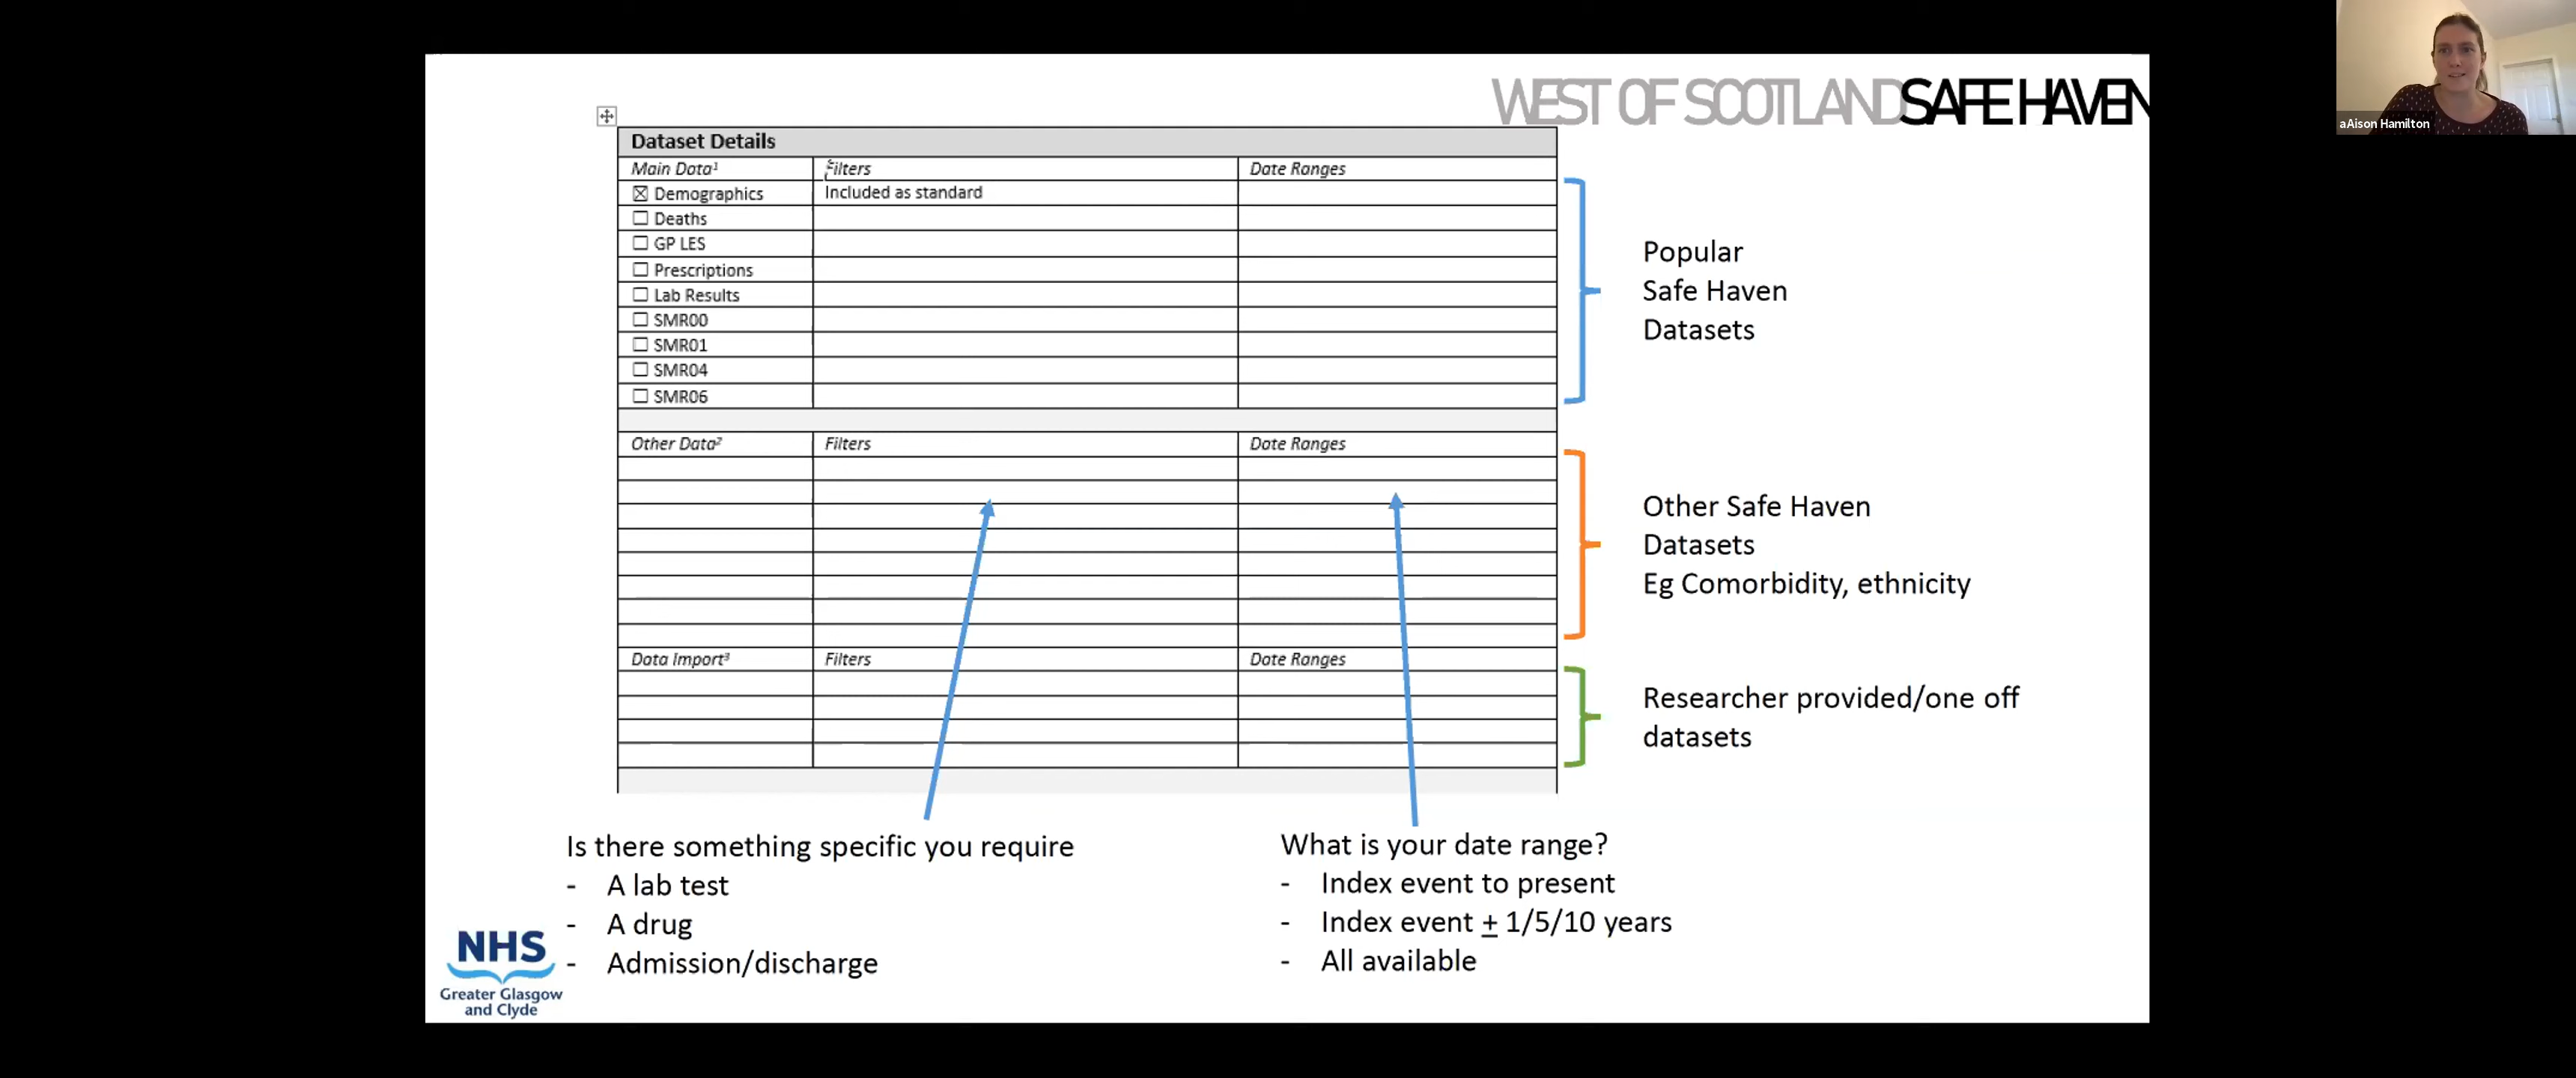 WEST OF SCOTLAND SAFE HAVEN
aAison Hamilton
Dataset Details
Main Data¹ Filters Date Ranges
☒ Demographics Included as standard
☐ Deaths
☐ GP LES
☐ Prescriptions
☐ Lab Results
☐ SMR00
☐ SMR01
☐ SMR04
☐ SMR06
Other Data² Filters Date Ranges
Data Import³ Filters Date Ranges
Popular
Safe Haven
Datasets
Other Safe Haven
Datasets
Eg Comorbidity, ethnicity
Researcher provided/one off
datasets
Is there something specific you require
- A lab test
- A drug
- Admission/discharge
What is your date range?
- Index event to present
- Index event ± 1/5/10 years
- All available
NHS
Greater Glasgow
and Clyde